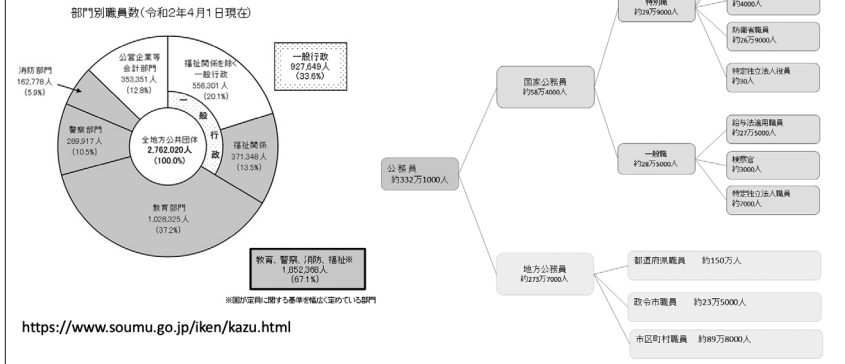 部門別職員数(令和2年4月1日現在)
公営企業等
会計部門
353,351人
(12.8%)
福祉関係を除く
一般行政
556,301人
(20.1%)
一般行政
927,649人
(33.6%)
消防部門
162,778人
(5.9%)
一般行政
警察部門
289,917人
(10.5%)
全地方公共団体
2,762,020人
(100.0%)
福祉関係
371,348人
(13.5%)
教育部門
1,028,325人
(37.2%)
教育、警察、消防、福祉※
1,852,368人
(67.1%)
※国が定員に関する基準を幅広く定めている部門
https://www.soumu.go.jp/iken/kazu.html
公務員
約332万1000人
国家公務員
約58万4000人
特別職
約29万9000人
約4000人
防衛省職員
約26万9000人
特定独立法人役員
約30人
一般職
約28万5000人
給与法適用職員
約27万5000人
検察官
約3000人
特定独立法人職員
約7000人
地方公務員
約273万7000人
都道府県職員 約150万人
政令市職員 約23万5000人
市区町村職員 約89万8000人